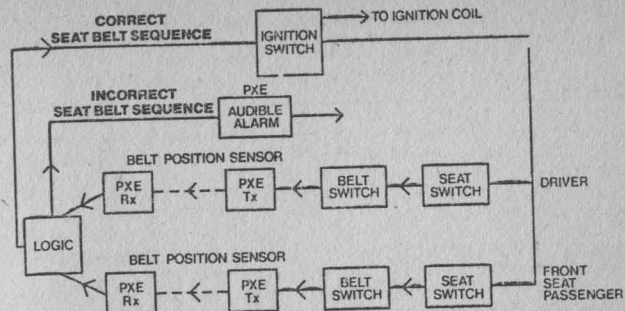 CORRECT
SEAT BELT SEQUENCE
IGNITION
SWITCH
TO IGNITION COIL
INCORRECT
SEAT BELT SEQUENCE
PXE
AUDIBLE
ALARM
BELT POSITION SENSOR
PXE
Rx
PXE
Tx
BELT
SWITCH
SEAT
SWITCH
DRIVER
LOGIC
BELT POSITION SENSOR
PXE
Rx
PXE
Tx
BELT
SWITCH
SEAT
SWITCH
FRONT
SEAT
PASSENGER